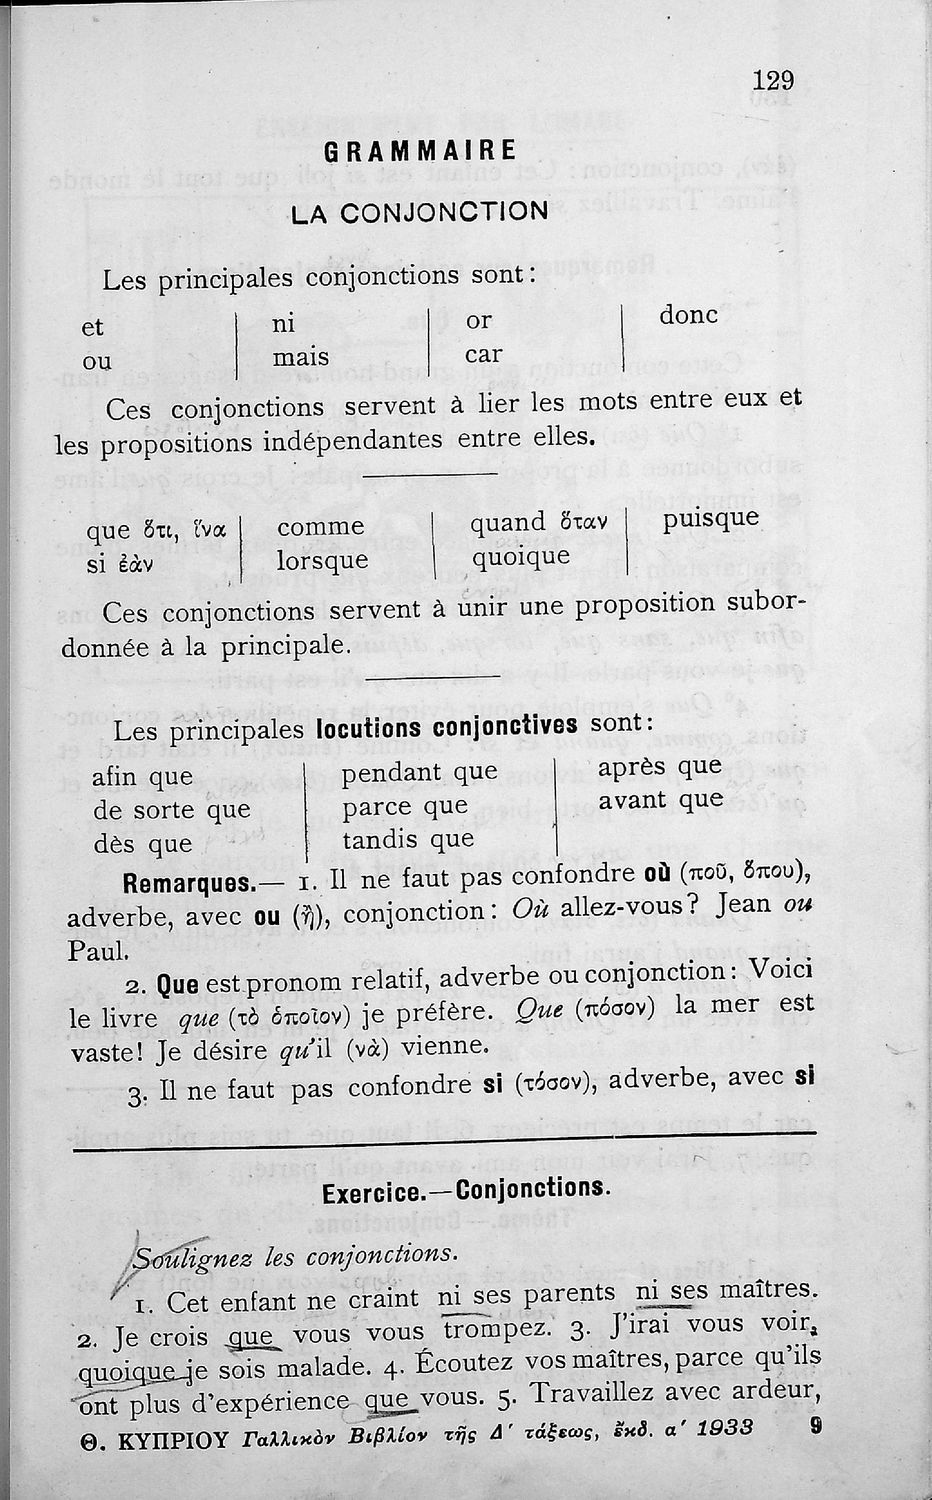 129
GRAMMAIRE
LA CONJONCTION
Les principales conjonctions sont:
et ni or donc
ou mais car
Ces conjonctions servent à lier les mots entre eux et
les propositions indépendantes entre elles.
que ὅτι, ἵνα comme quand ὅταν puisque
si ἐὰν lorsque quoique
Ces conjonctions servent à unir une proposition subor-
donnée à la principale.
Les principales locutions conjonctives sont:
afin que pendant que après que
de sorte que parce que avant que
dès que tandis que
Remarques.— 1. Il ne faut pas confondre où (ποῦ, ὅπου),
adverbe, avec ou (ἢ), conjonction: Où allez-vous? Jean ou
Paul.
2. Que est pronom relatif, adverbe ou conjonction: Voici
le livre que (τὸ ὁποῖον) je préfère. Que (πόσον) la mer est
vaste! Je désire qu'il (νὰ) vienne.
3. Il ne faut pas confondre si (τόσον), adverbe, avec si
Exercice.—Conjonctions.
Soulignez les conjonctions.
1. Cet enfant ne craint ni ses parents ni ses maîtres.
2. Je crois que vous vous trompez. 3. J'irai vous voir,
quoique je sois malade. 4. Écoutez vos maîtres, parce qu'ils
ont plus d'expérience que vous. 5. Travaillez avec ardeur,
Θ. ΚΥΠΡΙΟΥ Γαλλικὸν Βιβλίον τῆς Δ′ τάξεως, ἔκδ. α′ 1933 9